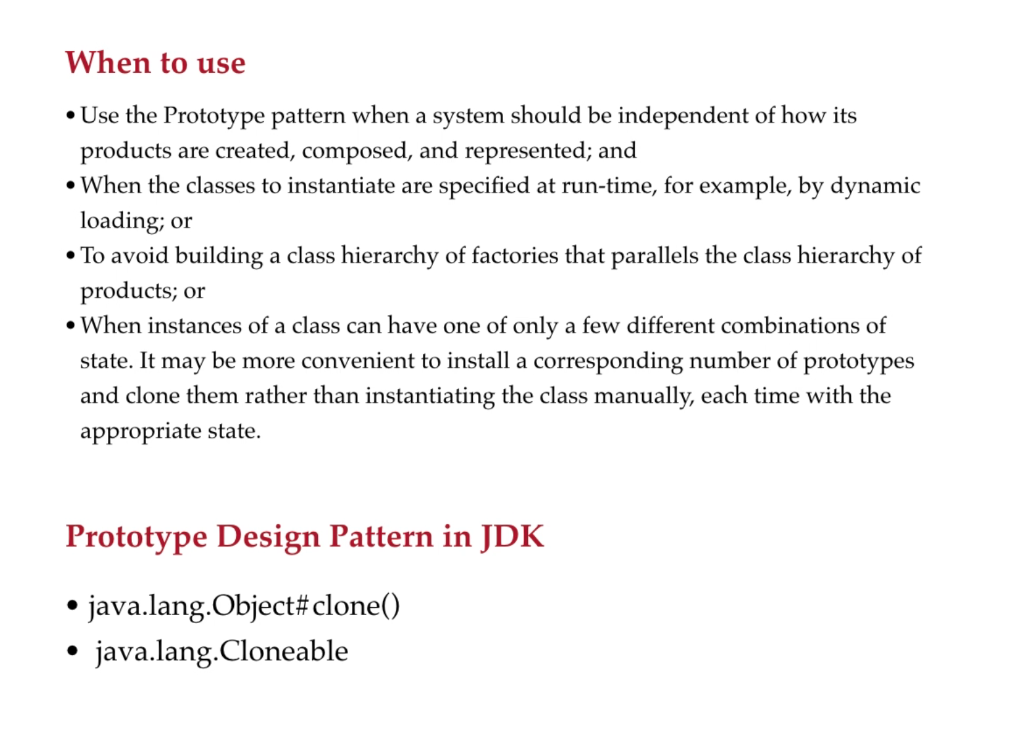 When to use
• Use the Prototype pattern when a system should be independent of how its
products are created, composed, and represented; and
• When the classes to instantiate are specified at run-time, for example, by dynamic
loading; or
• To avoid building a class hierarchy of factories that parallels the class hierarchy of
products; or
• When instances of a class can have one of only a few different combinations of
state. It may be more convenient to install a corresponding number of prototypes
and clone them rather than instantiating the class manually, each time with the
appropriate state.
Prototype Design Pattern in JDK
• java.lang.Object#clone()
• java.lang.Cloneable